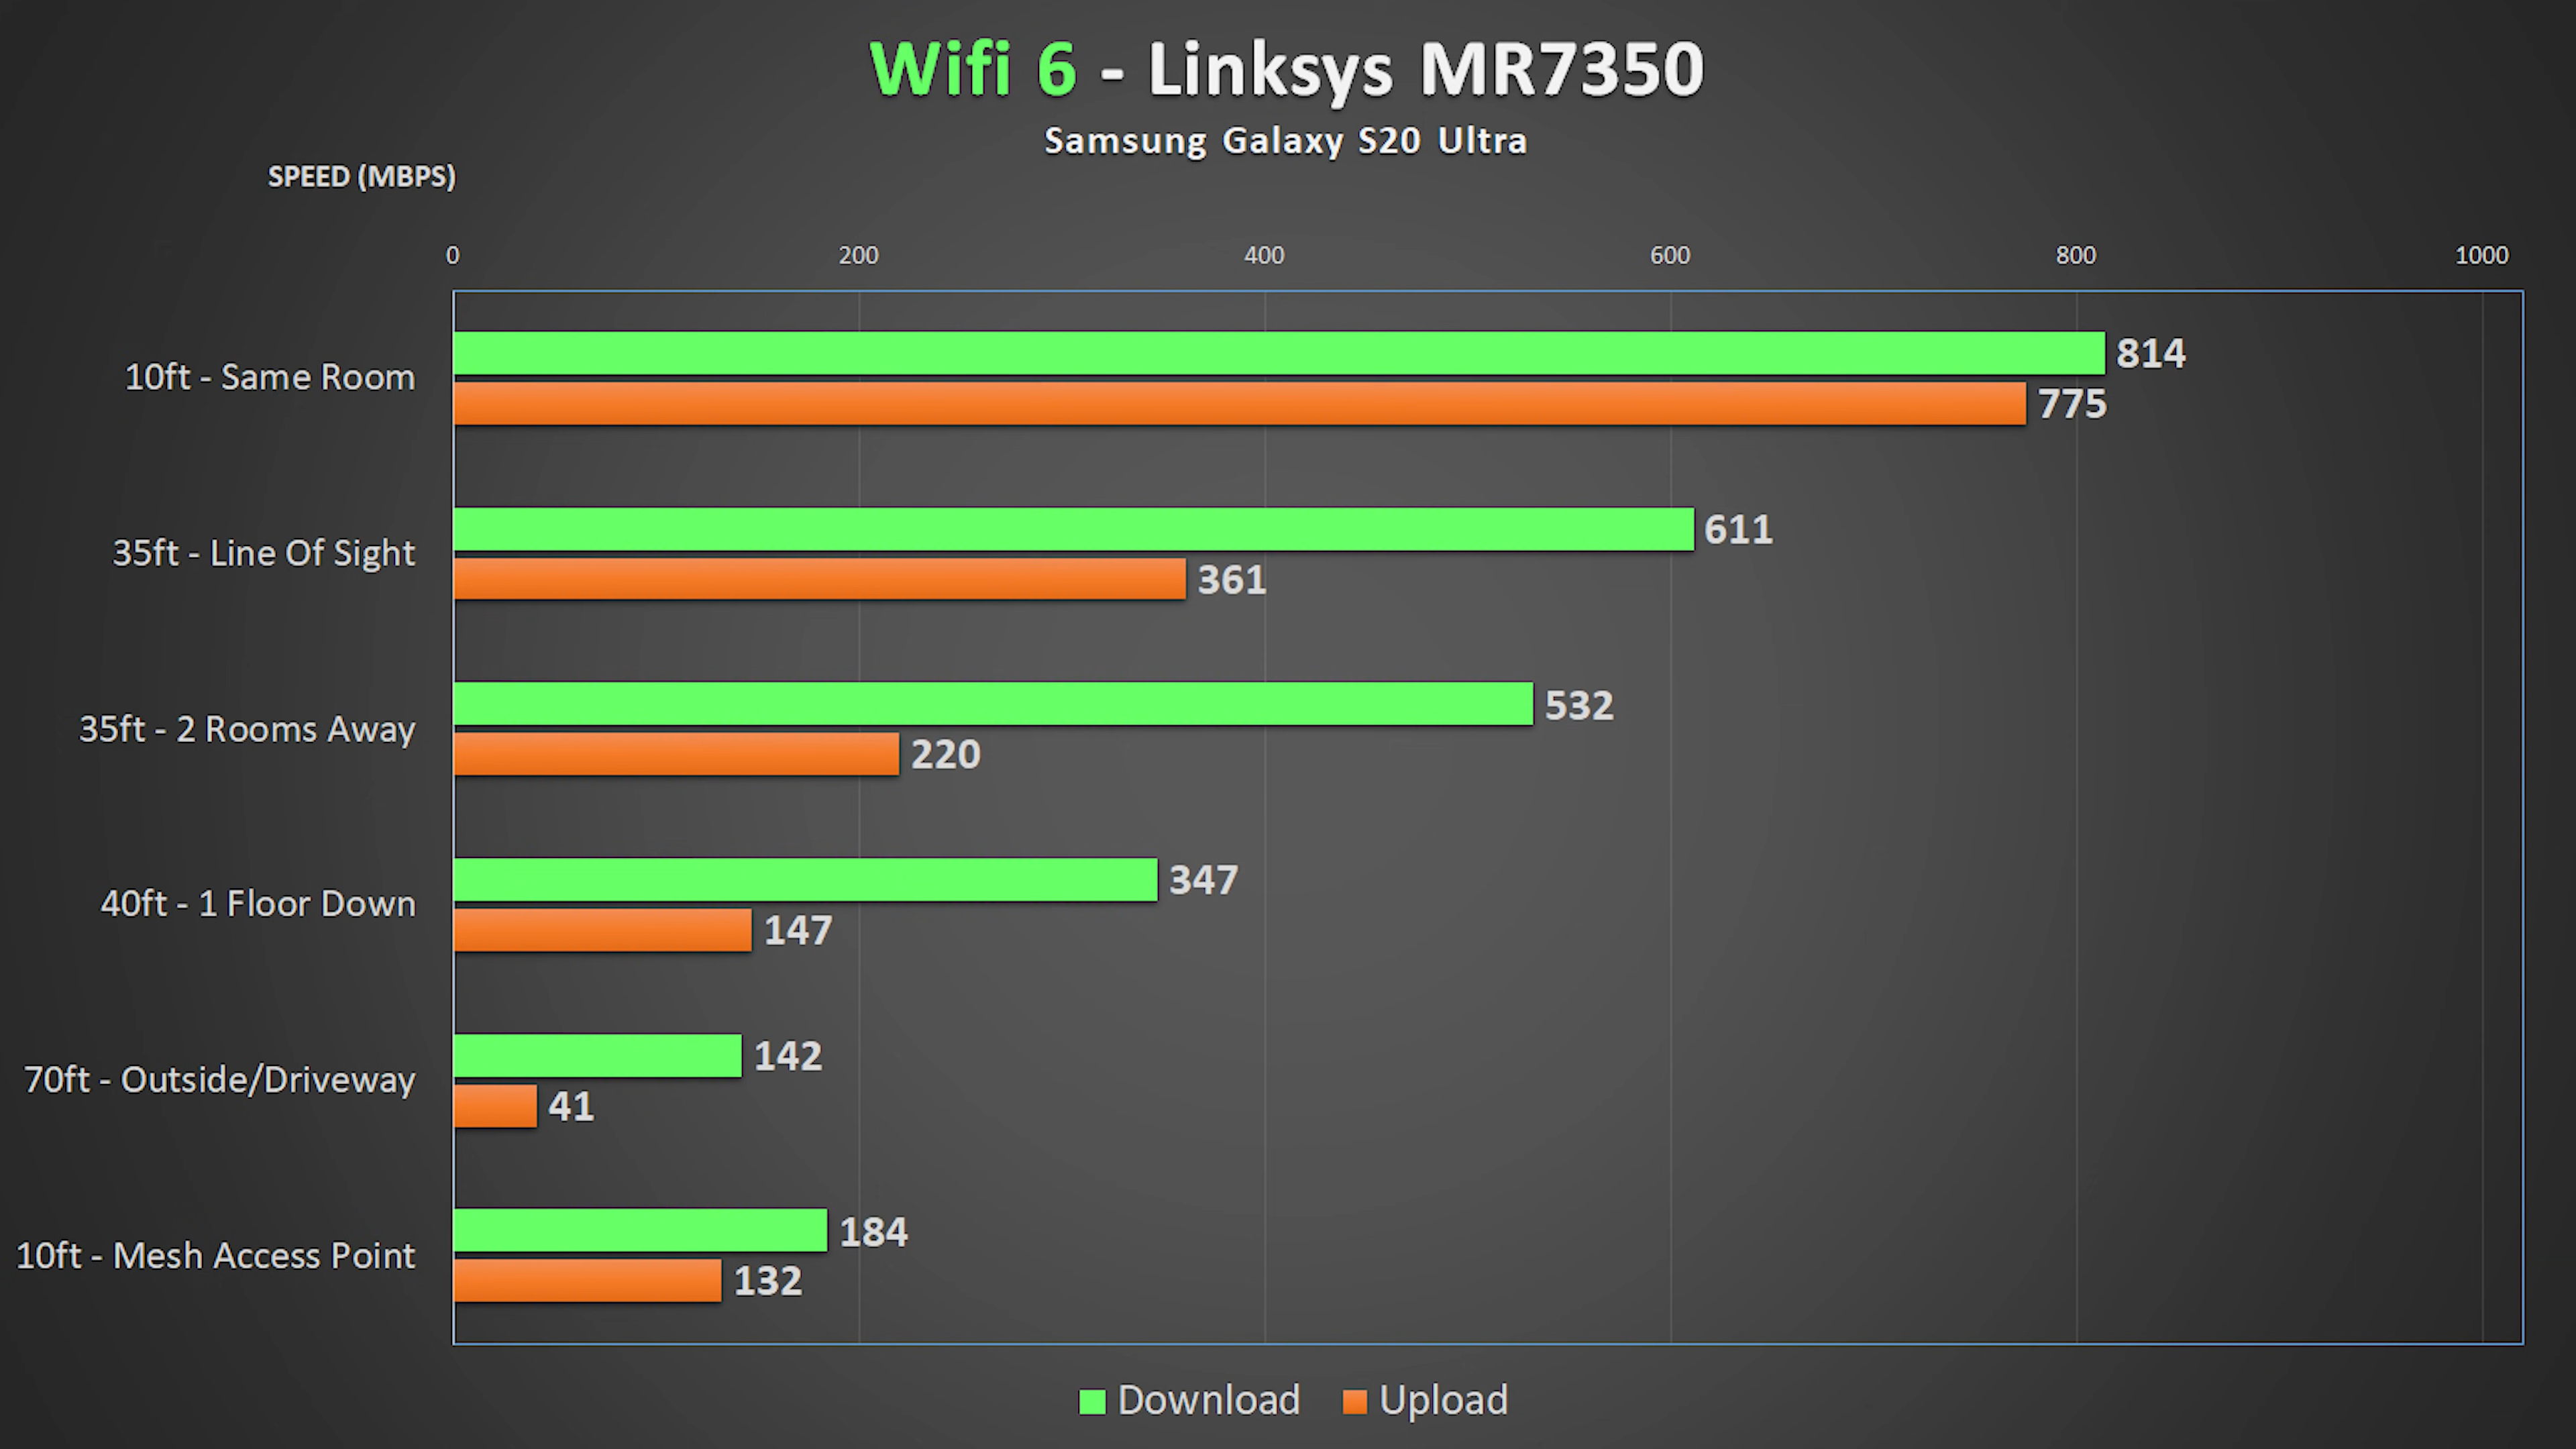 Wifi 6 - Linksys MR7350
Samsung Galaxy S20 Ultra
SPEED (MBPS)
0 200 400 600 800 1000
10ft - Same Room
814
775
35ft - Line Of Sight
611
361
35ft - 2 Rooms Away
532
220
40ft - 1 Floor Down
347
147
70ft - Outside/Driveway
142
41
10ft - Mesh Access Point
184
132
Download Upload